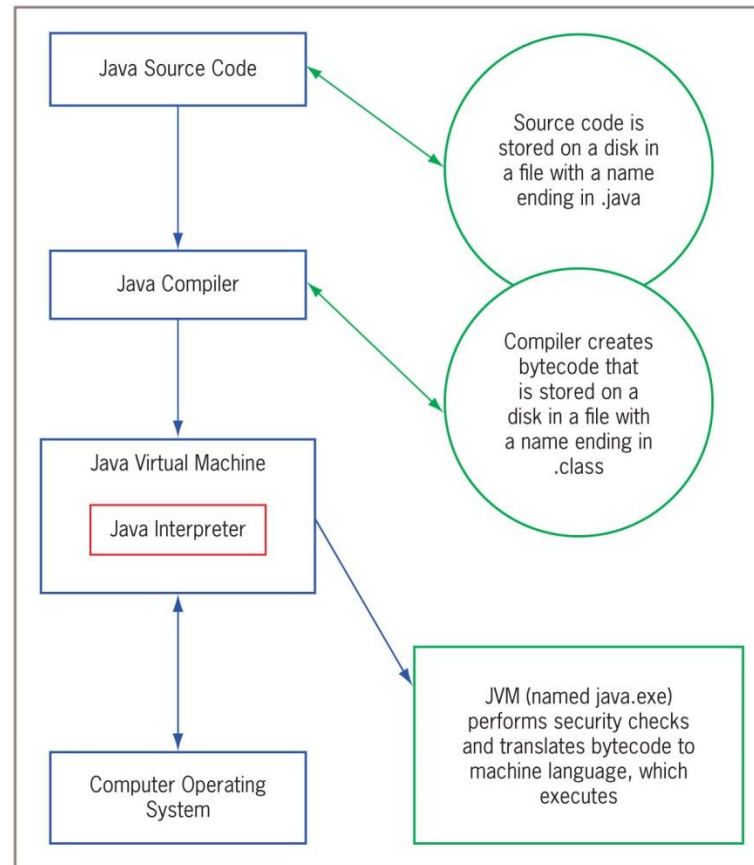 Java Source Code
Source code is
stored on a disk in
a file with a name
ending in .java
Java Compiler
Compiler creates
bytecode that
is stored on a
disk in a file with
a name ending in
.class
Java Virtual Machine
Java Interpreter
JVM (named java.exe)
performs security checks
and translates bytecode to
machine language, which
executes
Computer Operating
System